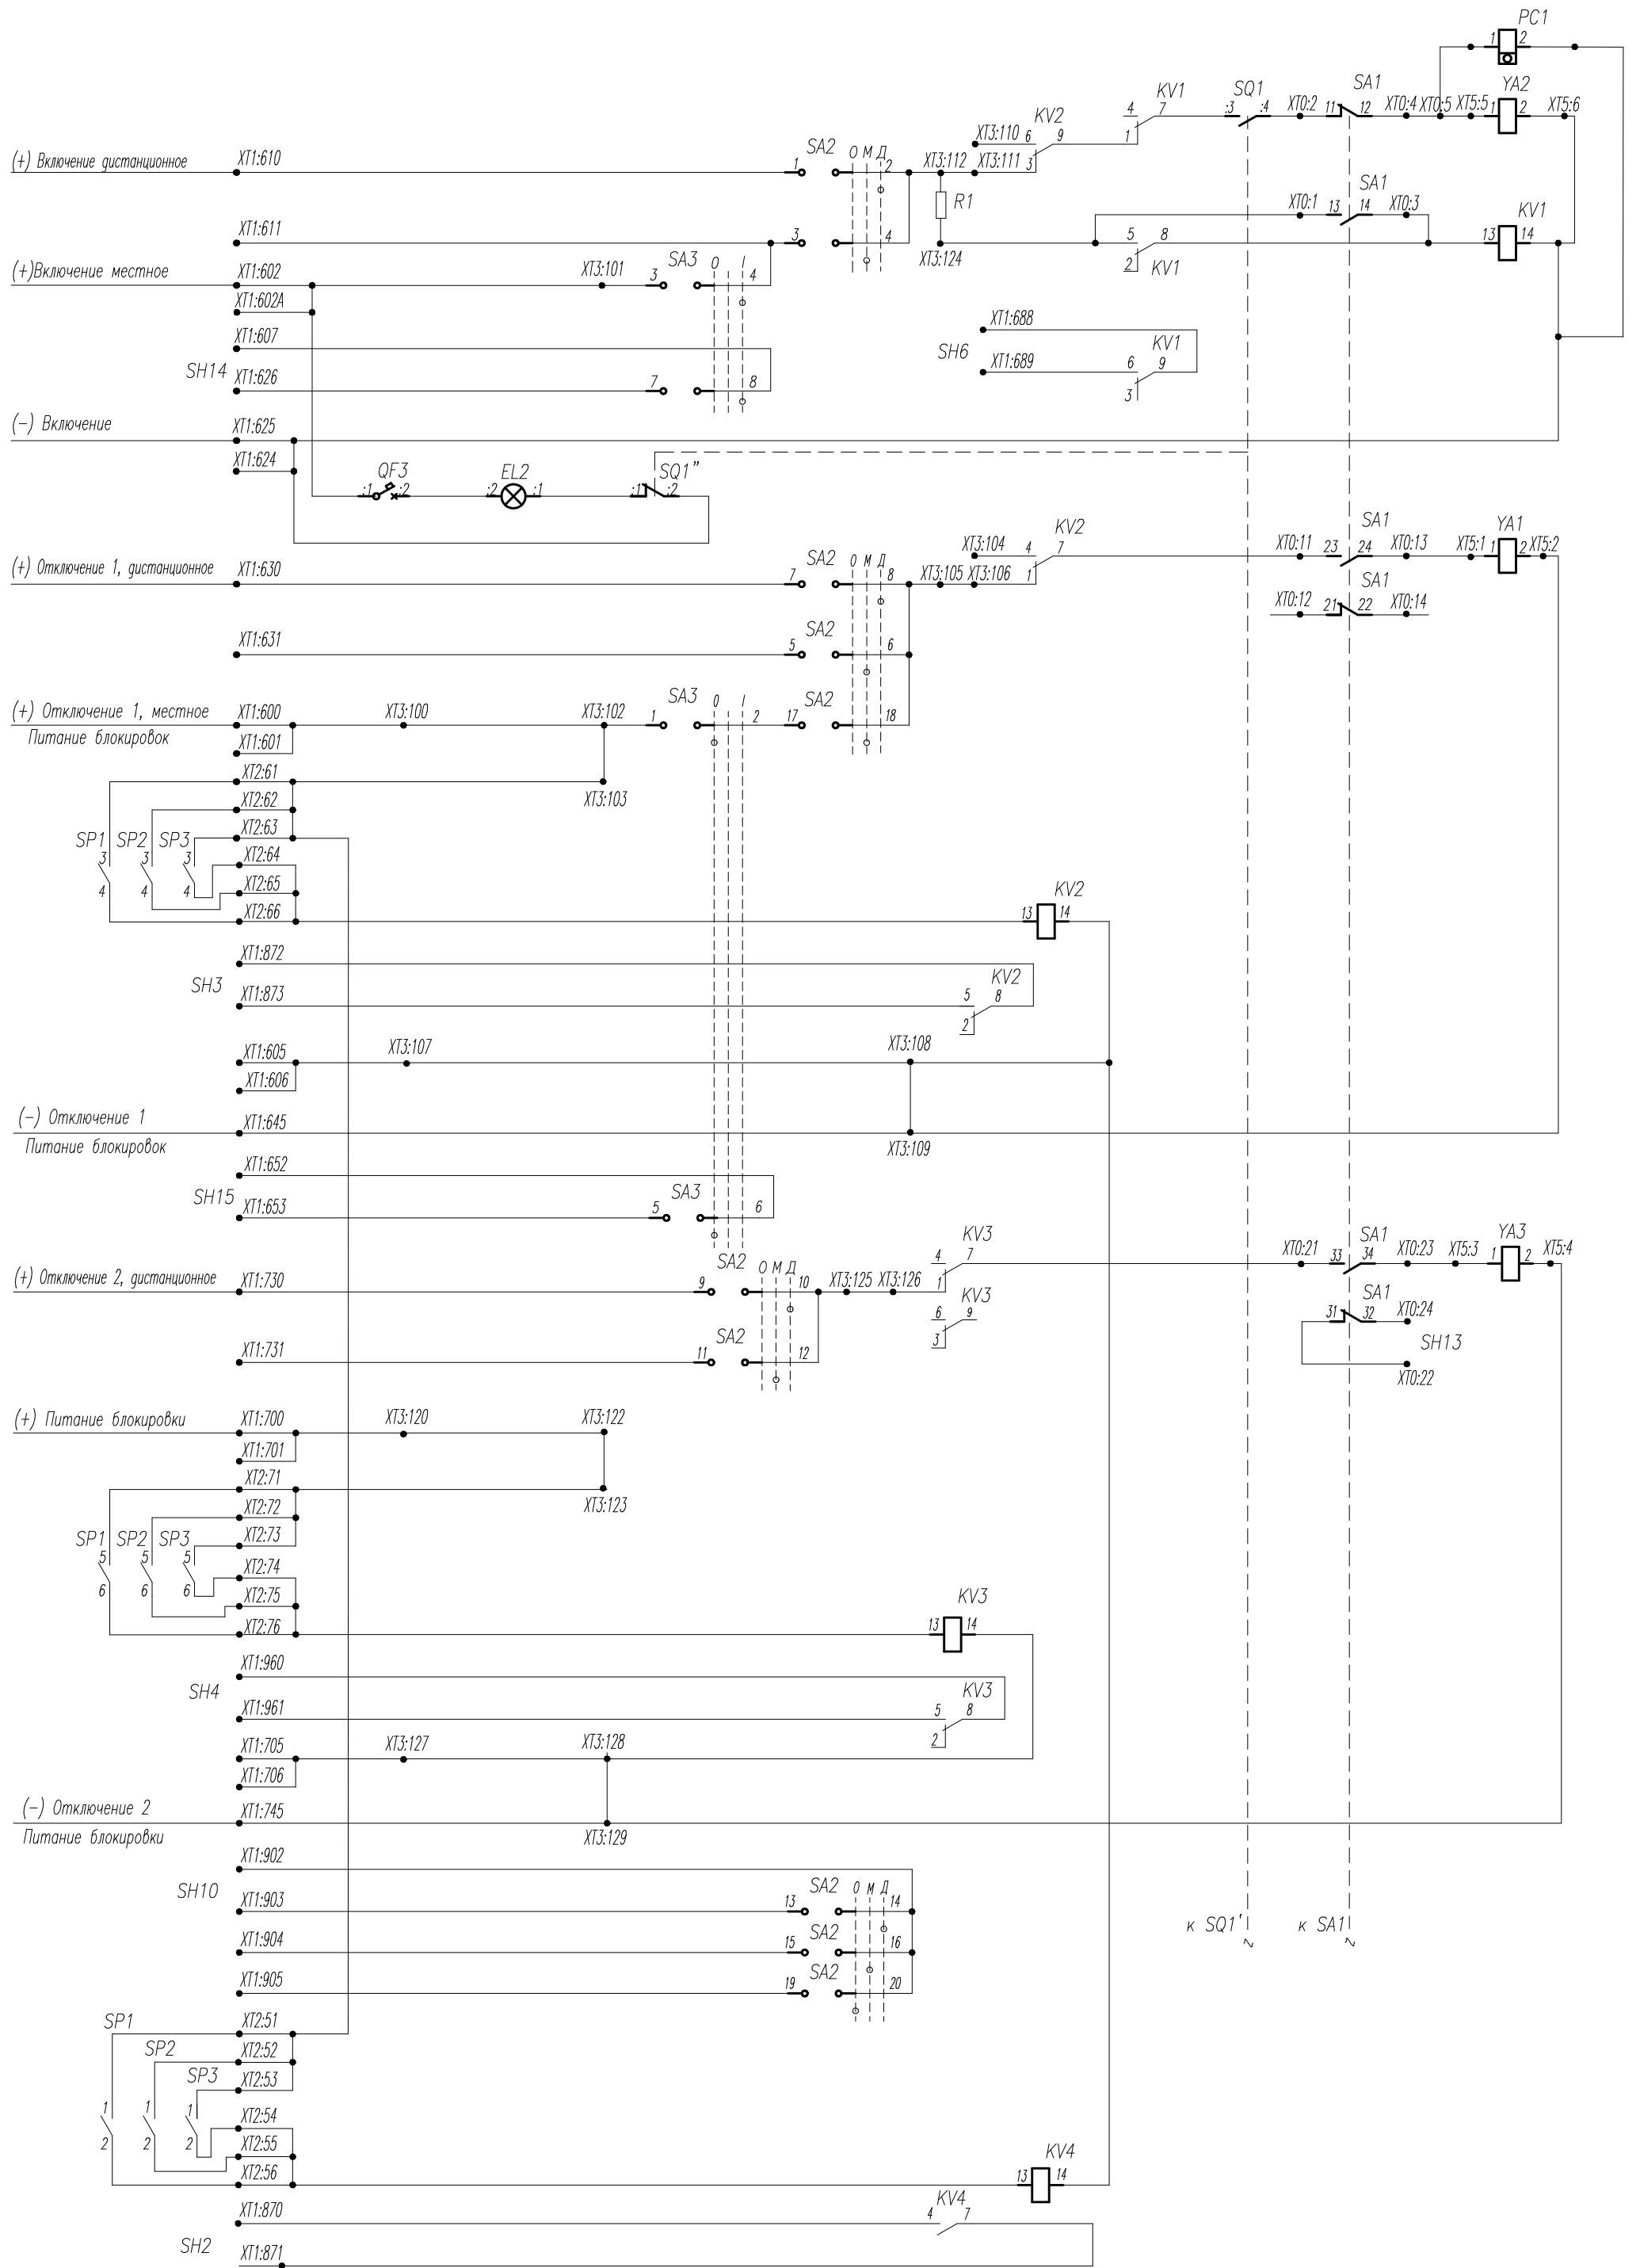 PC1
1 2
SA1 YA2
KV1 SQ1
4 7 :3 :4 XT0:2 11 12 XT0:4 XT0:5 XT5:5 1 2 XT5:6
KV2
XT3:110 6 9 1
(+) Включение дистанционное XT1:610 1 SA2 О М Д 2 XT3:112 XT3:111 3
R1
SA1
XT0:1 13 14 XT0:3 KV1
XT1:611 3 4 5 8 13 14
XT3:124 2 KV1
(+)Включение местное XT1:602 XT3:101 3 SA3 0 I 4
XT1:602A
XT1:607 XT1:688
KV1
SH14 SH6 XT1:689 6 9
XT1:626 7 8 3
(-) Включение XT1:625
XT1:624
QF3 EL2 SQ1"
:1 :2 :2 :1 :1 :2
KV2 SA1 YA1
XT3:104 4 7 XT0:11 23 24 XT0:13 XT5:1 1 2 XT5:2
(+) Отключение 1, дистанционное XT1:630 7 SA2 О М Д 8 XT3:105 XT3:106 1
SA1
XT0:12 21 22 XT0:14
SA2
XT1:631 5 6
(+) Отключение 1, местное XT1:600 XT3:100 XT3:102 1 SA3 0 I 2 17 SA2 18
Питание блокировок XT1:601
XT2:61
XT3:103
XT2:62
XT2:63
SP1 SP2 SP3
3 3 3 XT2:64
4 4 4 XT2:65
XT2:66 KV2
13 14
XT1:872
SH3 KV2
XT1:873 5 8
2
XT1:605 XT3:107 XT3:108
XT1:606
(-) Отключение 1 XT1:645
Питание блокировок XT3:109
XT1:652
SH15 SA3
XT1:653 5 6
KV3 SA1 YA3
4 7 XT0:21 33 34 XT0:23 XT5:3 1 2 XT5:4
SA2
(+) Отключение 2, дистанционное XT1:730 9 О М Д 10 XT3:125 XT3:126 1
KV3 SA1
6 9 31 32 XT0:24
SA2 3 SH13
XT1:731 11 12 XT0:22
(+) Питание блокировки XT1:700 XT3:120 XT3:122
XT1:701
XT2:71
XT3:123
XT2:72
XT2:73
SP1 SP2 SP3
5 5 5 XT2:74
6 6 6 XT2:75
XT2:76 KV3
13 14
XT1:960
SH4 KV3
XT1:961 5 8
2
XT1:705 XT3:127 XT3:128
XT1:706
(-) Отключение 2 XT1:745
Питание блокировки XT3:129
XT1:902
SH10 SA2 О М Д
XT1:903 13 14
к SQ1' к SA1
SA2
XT1:904 15 16
SA2
XT1:905 19 20
SP1 XT2:51
SP2 XT2:52
SP3 XT2:53
1 1 1 XT2:54
2 2 2 XT2:55
XT2:56 KV4
13 14
XT1:870 KV4
4 7
SH2 XT1:871